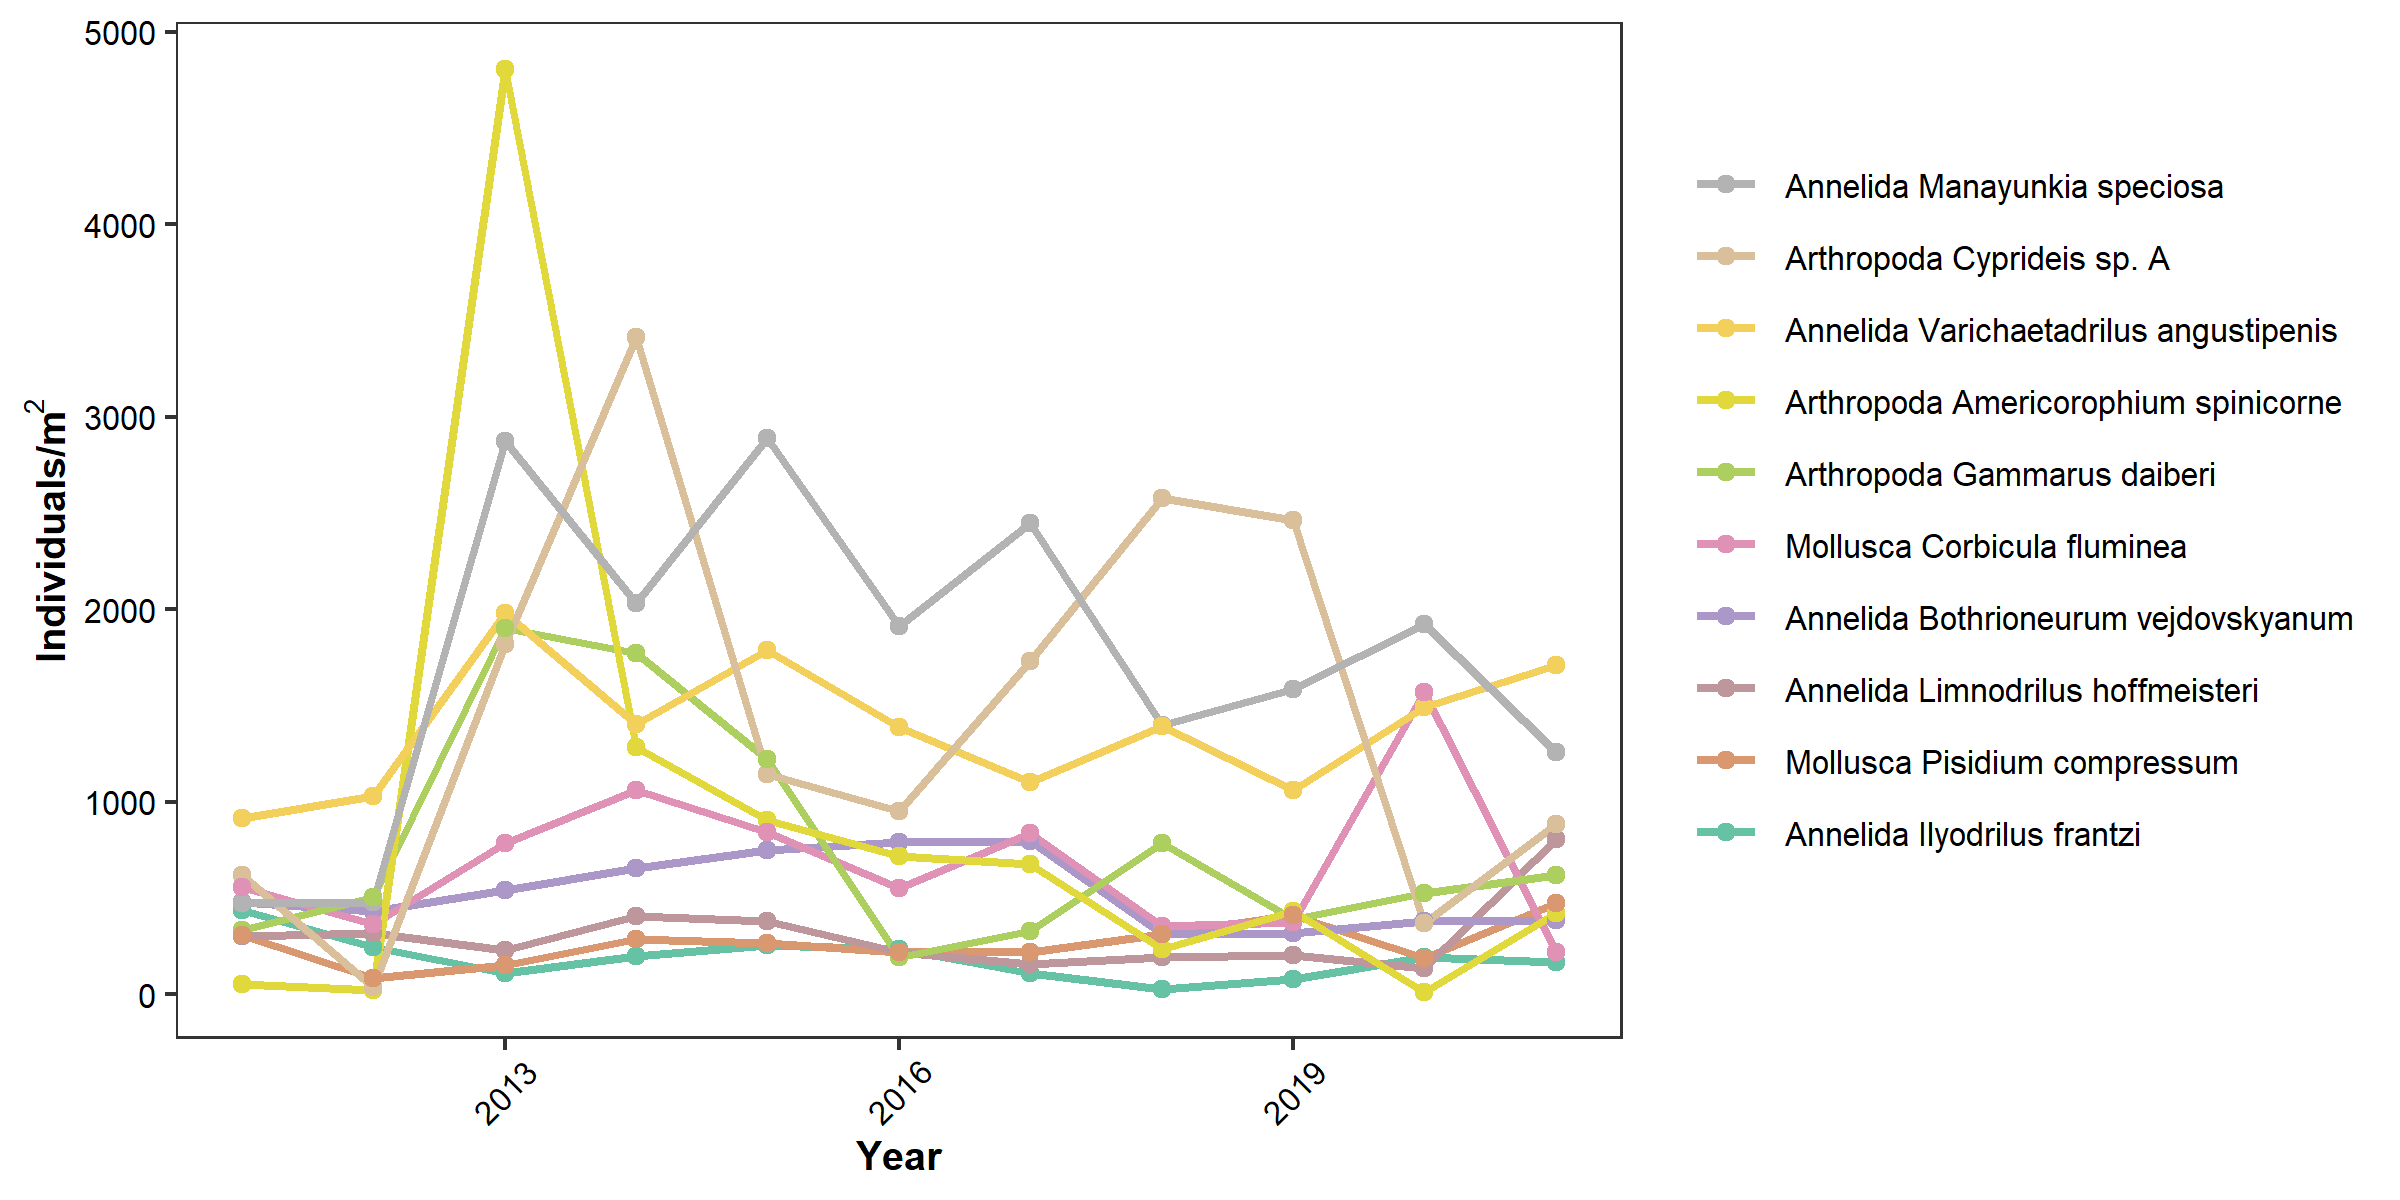 5000
4000
3000
2000
1000
0
Individuals/m²
2013
2016
2019
Year
Annelida Manayunkia speciosa
Arthropoda Cyprideis sp. A
Annelida Varichaetadrilus angustipenis
Arthropoda Americorophium spinicorne
Arthropoda Gammarus daiberi
Mollusca Corbicula fluminea
Annelida Bothrioneurum vejdovskyanum
Annelida Limnodrilus hoffmeisteri
Mollusca Pisidium compressum
Annelida Ilyodrilus frantzi